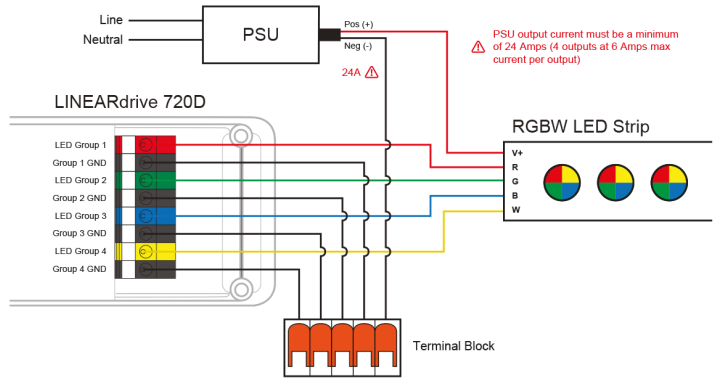 Line
Neutral
PSU
Pos (+)
Neg (-)
24A
PSU output current must be a minimum
of 24 Amps (4 outputs at 6 Amps max
current per output)
LINEARdrive 720D
LED Group 1
Group 1 GND
LED Group 2
Group 2 GND
LED Group 3
Group 3 GND
LED Group 4
Group 4 GND
RGBW LED Strip
V+
R
G
B
W
Terminal Block